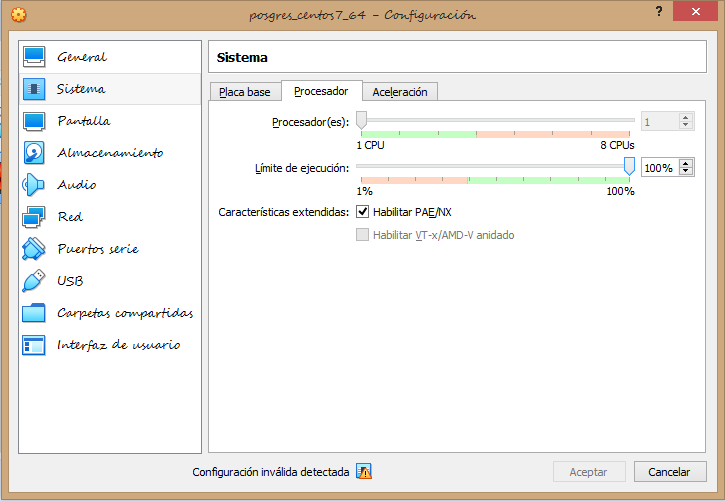 posgres_centos7_64 - Configuración ?
General
Sistema
Pantalla
Almacenamiento
Audio
Red
Puertos serie
USB
Carpetas compartidas
Interfaz de usuario
Sistema
Placa base Procesador Aceleración
Procesador(es): 1
1 CPU 8 CPUs
Límite de ejecución: 100%
1% 100%
Características extendidas: Habilitar PAE/NX
Habilitar VT-x/AMD-V anidado
Configuración inválida detectada Aceptar Cancelar